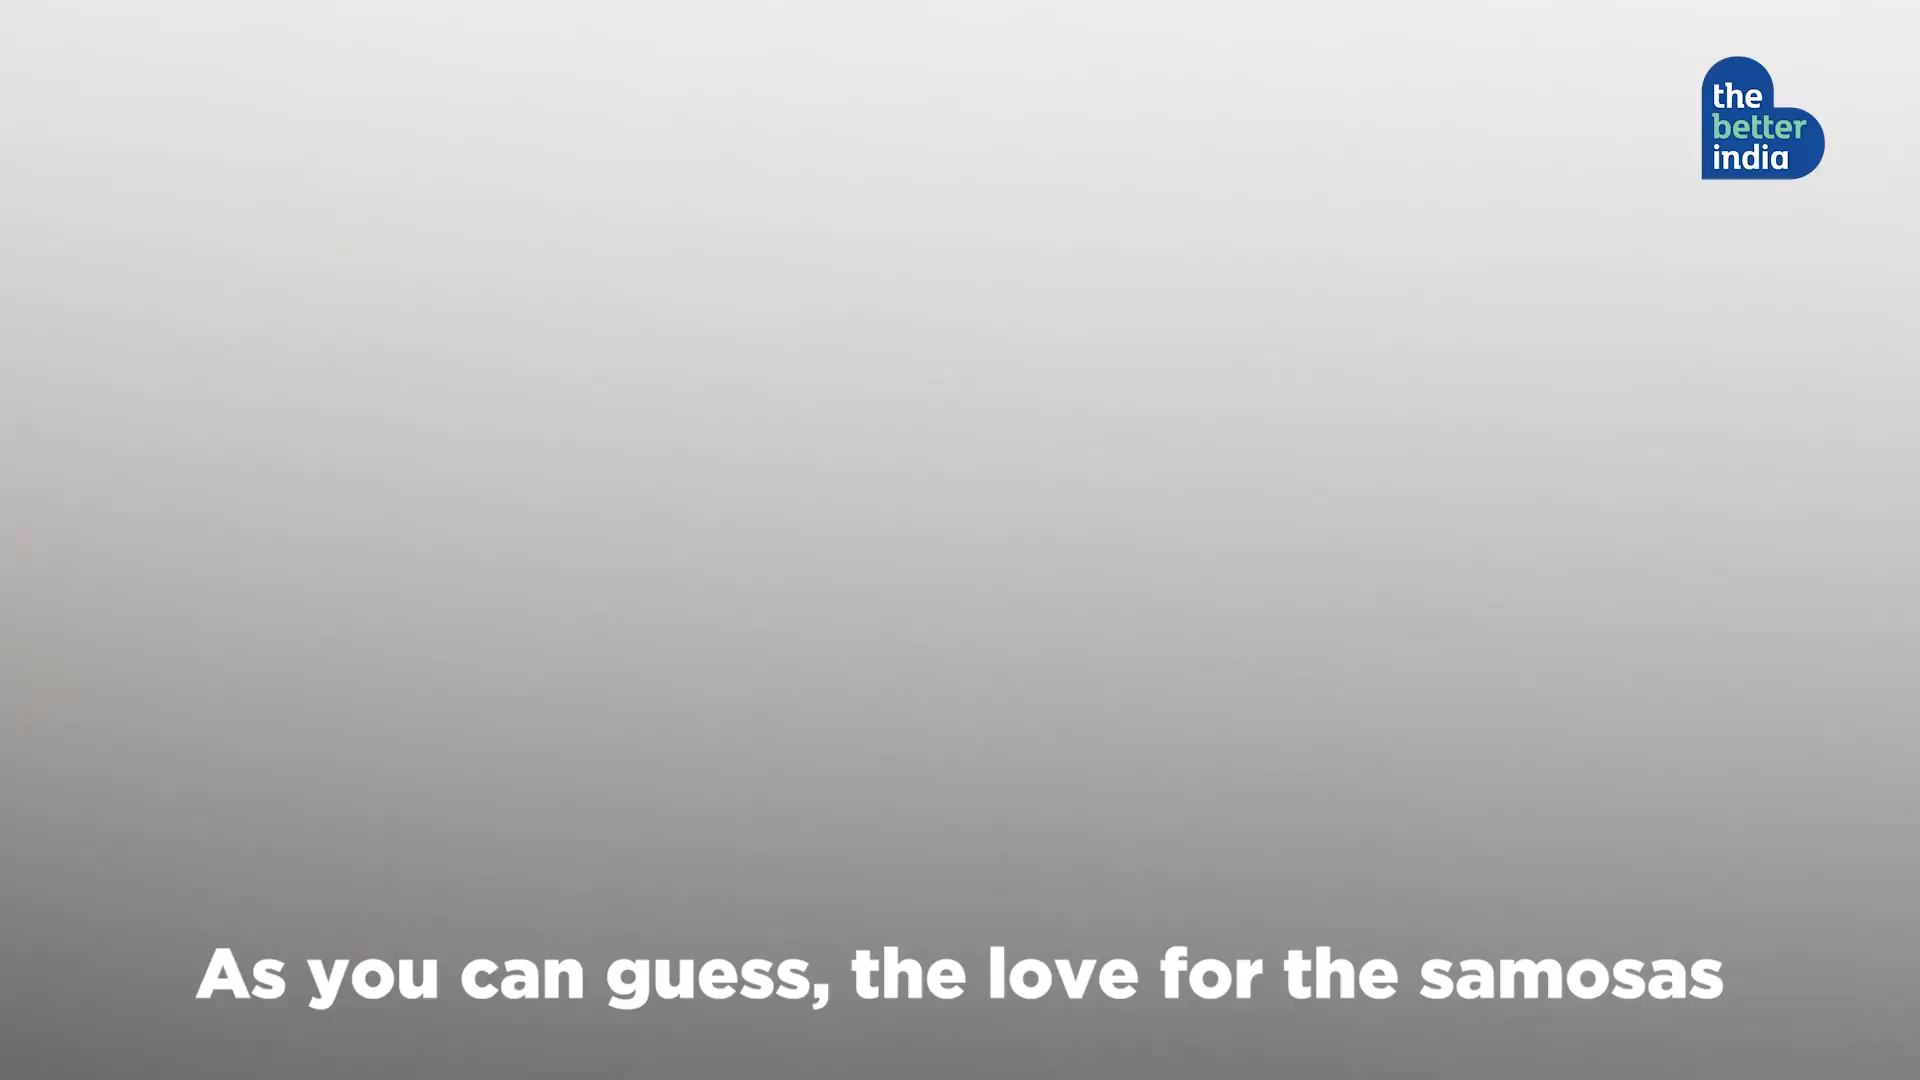 the
better
india
As you can guess, the love for the samosas